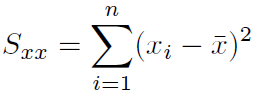 $S_{xx} = \sum_{i=1}^{n} (x_i - \bar{x})^2$